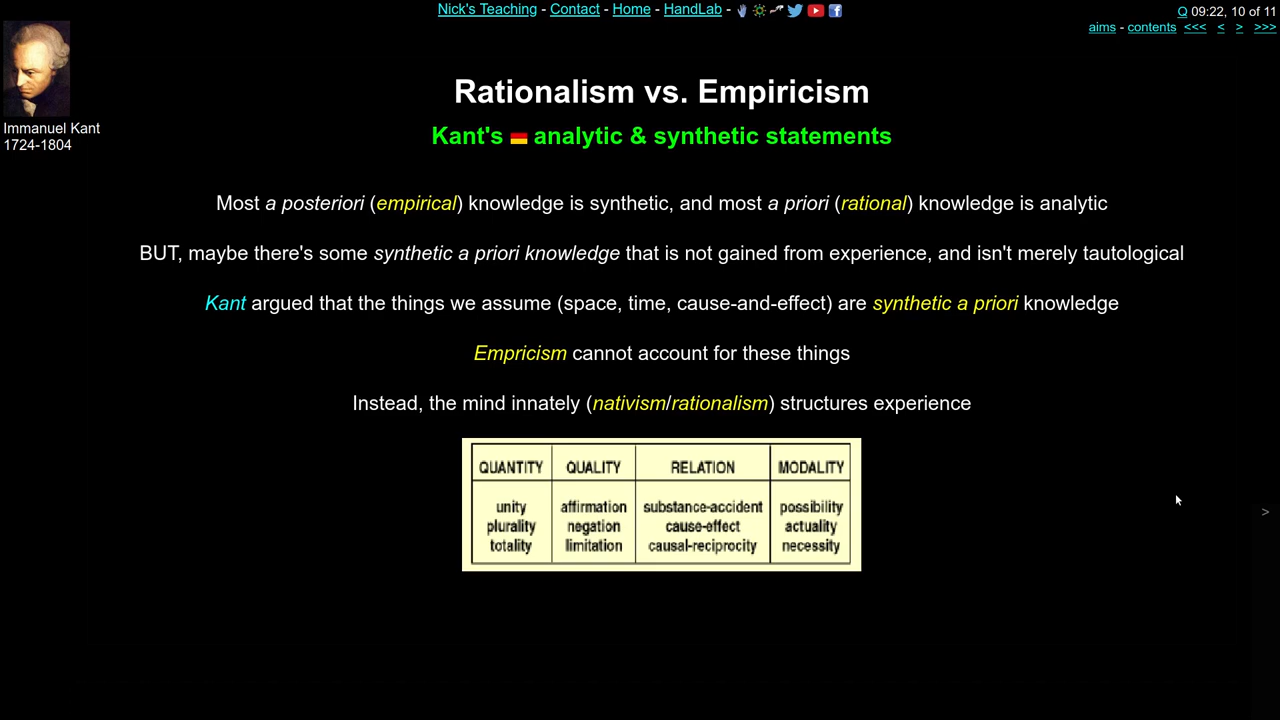 Nick's Teaching - Contact - Home - HandLab -
Q 09:22, 10 of 11
aims - contents <<< < > >>>
Immanuel Kant
1724-1804
Rationalism vs. Empiricism
Kant's analytic & synthetic statements
Most a posteriori (empirical) knowledge is synthetic, and most a priori (rational) knowledge is analytic
BUT, maybe there's some synthetic a priori knowledge that is not gained from experience, and isn't merely tautological
Kant argued that the things we assume (space, time, cause-and-effect) are synthetic a priori knowledge
Empricism cannot account for these things
Instead, the mind innately (nativism/rationalism) structures experience
QUANTITY QUALITY RELATION MODALITY
unity affirmation substance-accident possibility
plurality negation cause-effect actuality
totality limitation causal-reciprocity necessity
>